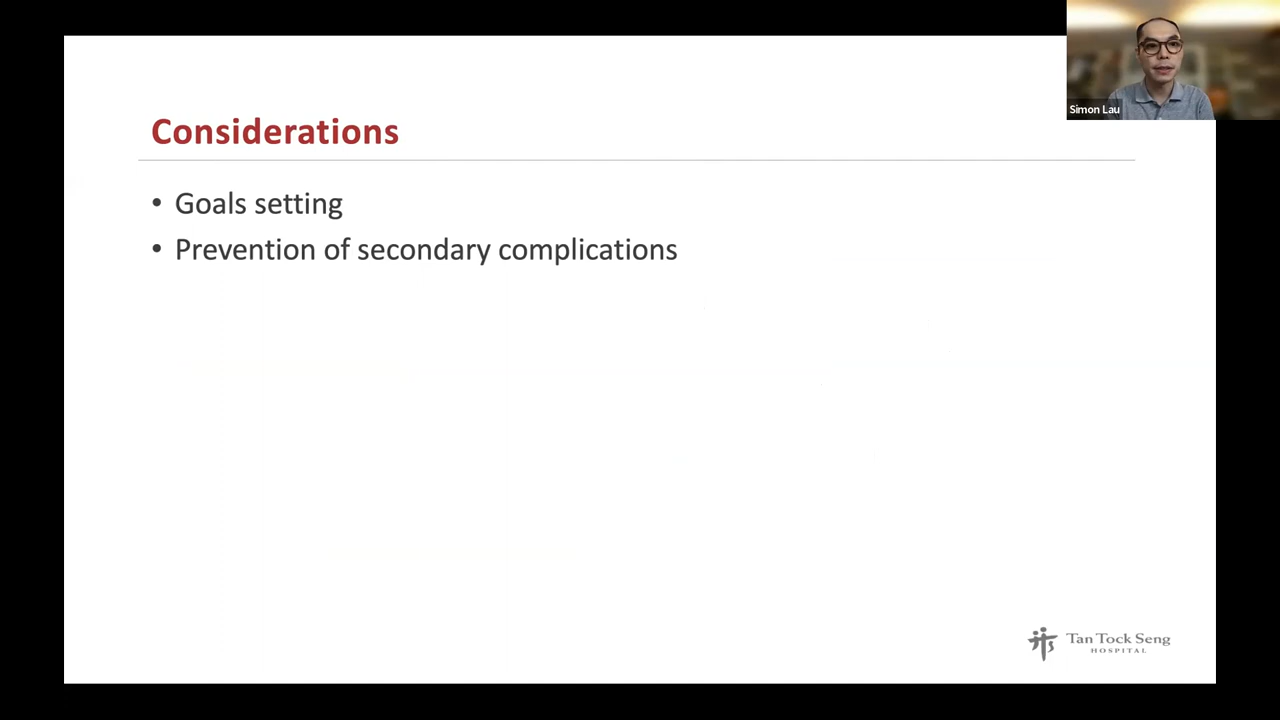 Simon Lau
Considerations
• Goals setting
• Prevention of secondary complications
Tan Tock Seng
HOSPITAL